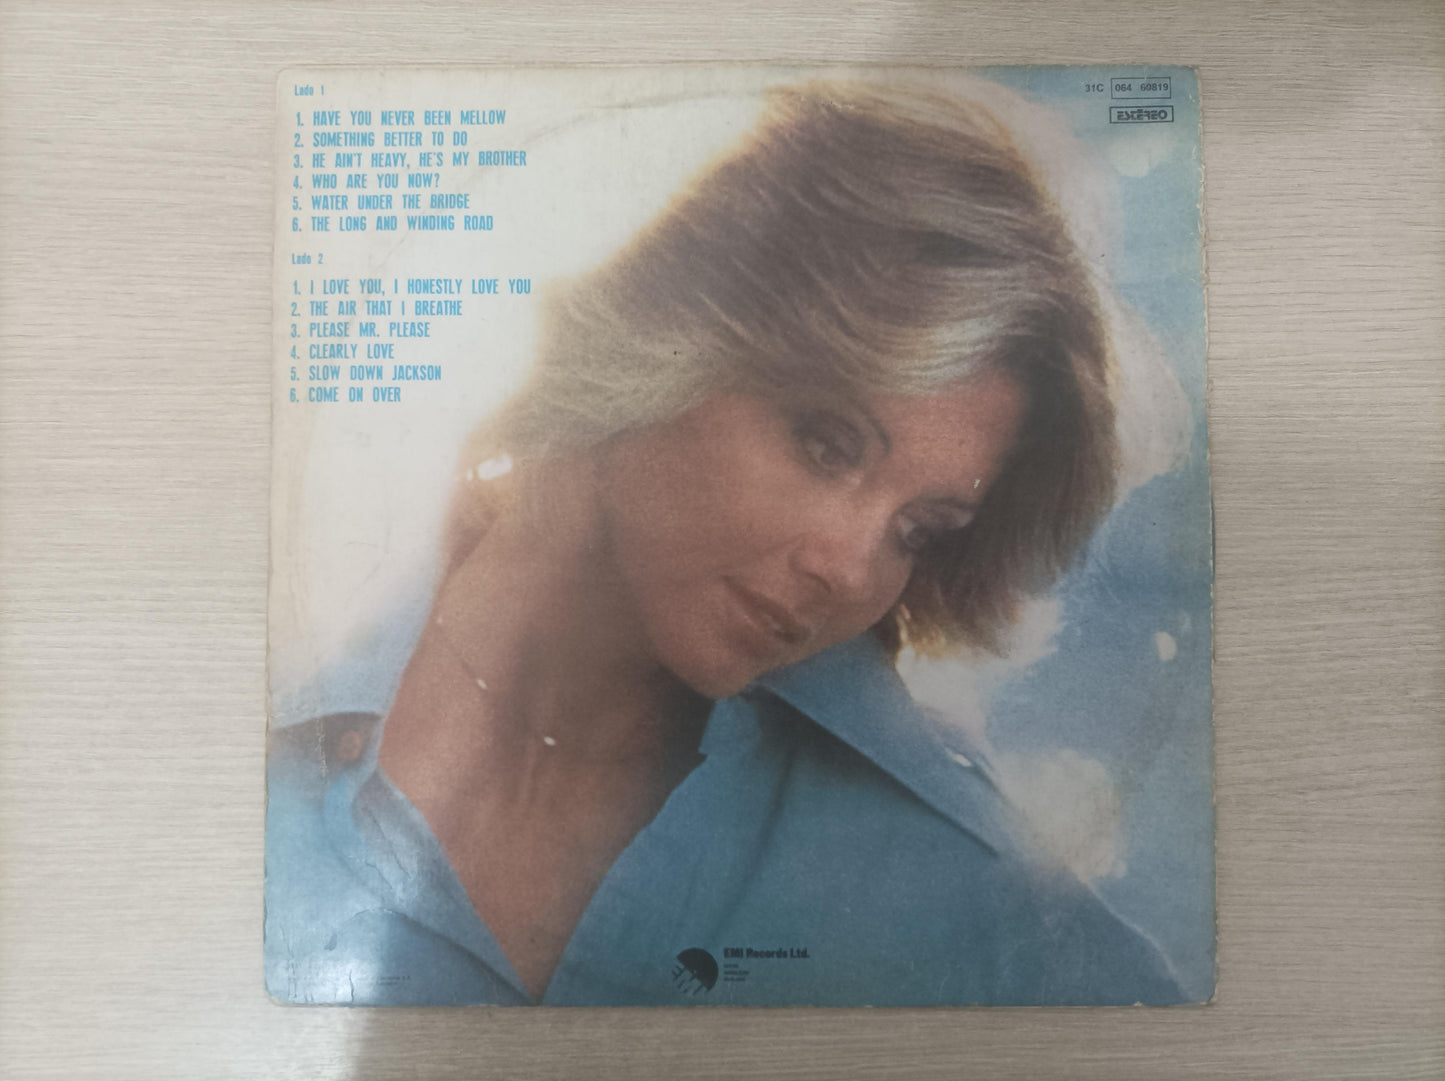 Lado 1
1. HAVE YOU NEVER BEEN MELLOW
2. SOMETHING BETTER TO DO
3. HE AIN'T HEAVY, HE'S MY BROTHER
4. WHO ARE YOU NOW?
5. WATER UNDER THE BRIDGE
6. THE LONG AND WINDING ROAD
Lado 2
1. I LOVE YOU, I HONESTLY LOVE YOU
2. THE AIR THAT I BREATHE
3. PLEASE MR. PLEASE
4. CLEARLY LOVE
5. SLOW DOWN JACKSON
6. COME ON OVER
31C 064 60819
ESTÉREO
EMI
EMI Records Ltd.